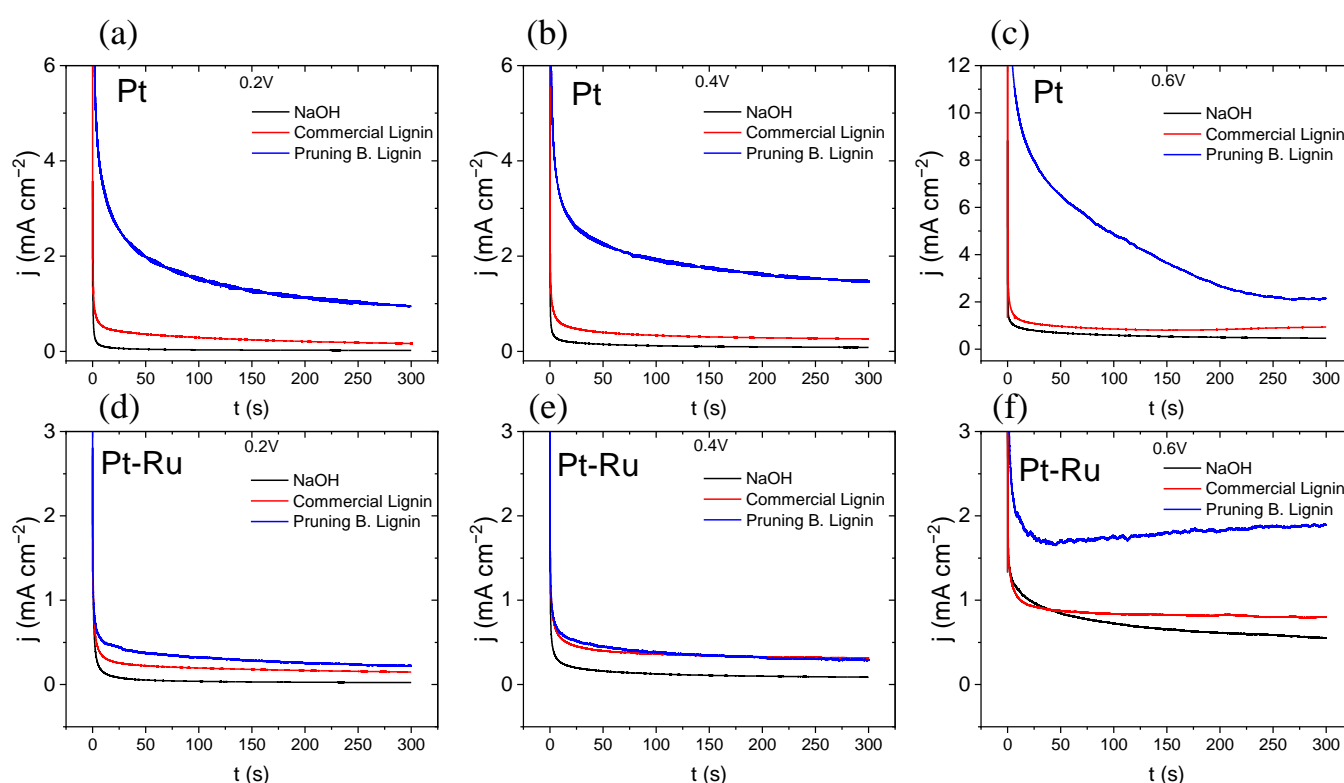 (a)
Pt
0.2V
NaOH
Commercial Lignin
Pruning B. Lignin
j (mA cm⁻²)
6
4
2
0
0 50 100 150 200 250 300
t (s)
(b)
Pt
0.4V
NaOH
Commercial Lignin
Pruning B. Lignin
j (mA cm⁻²)
6
4
2
0
0 50 100 150 200 250 300
t (s)
(c)
Pt
0.6V
NaOH
Commercial Lignin
Pruning B. Lignin
j (mA cm⁻²)
12
10
8
6
4
2
0
0 50 100 150 200 250 300
t (s)
(d)
Pt-Ru
0.2V
NaOH
Commercial Lignin
Pruning B. Lignin
j (mA cm⁻²)
3
2
1
0
0 50 100 150 200 250 300
t (s)
(e)
Pt-Ru
0.4V
NaOH
Commercial Lignin
Pruning B. Lignin
j (mA cm⁻²)
3
2
1
0
0 50 100 150 200 250 300
t (s)
(f)
Pt-Ru
0.6V
NaOH
Commercial Lignin
Pruning B. Lignin
j (mA cm⁻²)
3
2
1
0
0 50 100 150 200 250 300
t (s)